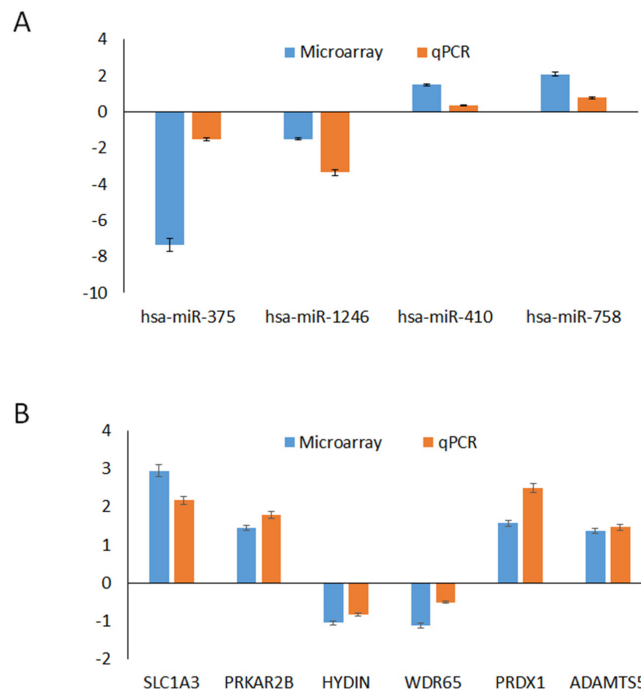 A
4
Microarray qPCR
2
0
-2
-4
-6
-8
-10
hsa-miR-375 hsa-miR-1246 hsa-miR-410 hsa-miR-758
B
4
Microarray qPCR
3
2
1
0
-1
-2
SLC1A3 PRKAR2B HYDIN WDR65 PRDX1 ADAMTS5